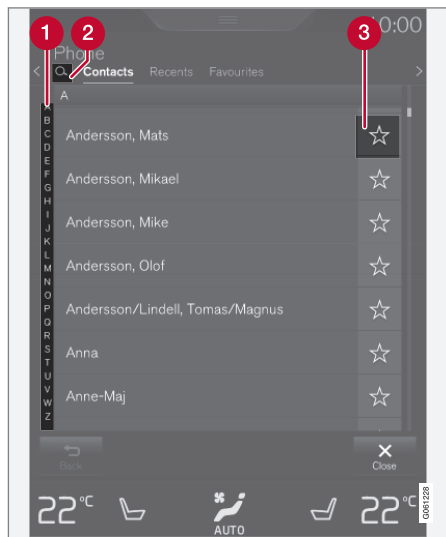 10:00
1
2
3
Phone
Contacts Recents Favourites
A
A
B
C
D
E
F
G
H
I
J
K
L
M
N
O
P
Q
R
S
T
U
V
W
Z
Andersson, Mats
Andersson, Mikael
Andersson, Mike
Andersson, Olof
Andersson/Lindell, Tomas/Magnus
Anna
Anne-Maj
Back
Close
22°C
AUTO
22°C
G061228